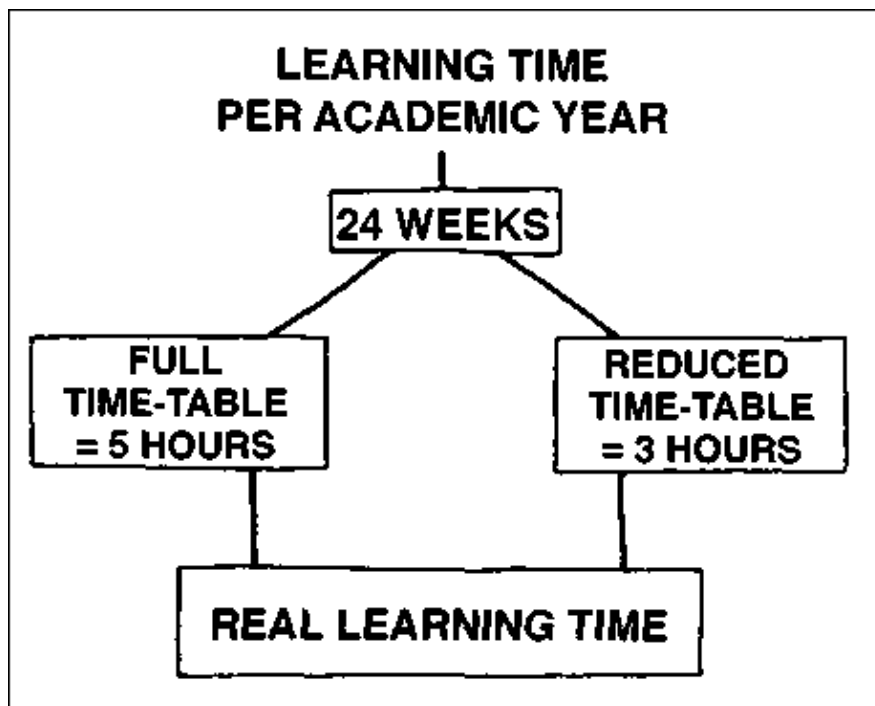 LEARNING TIME
PER ACADEMIC YEAR
24 WEEKS
FULL
TIME-TABLE
= 5 HOURS
REDUCED
TIME-TABLE
= 3 HOURS
REAL LEARNING TIME